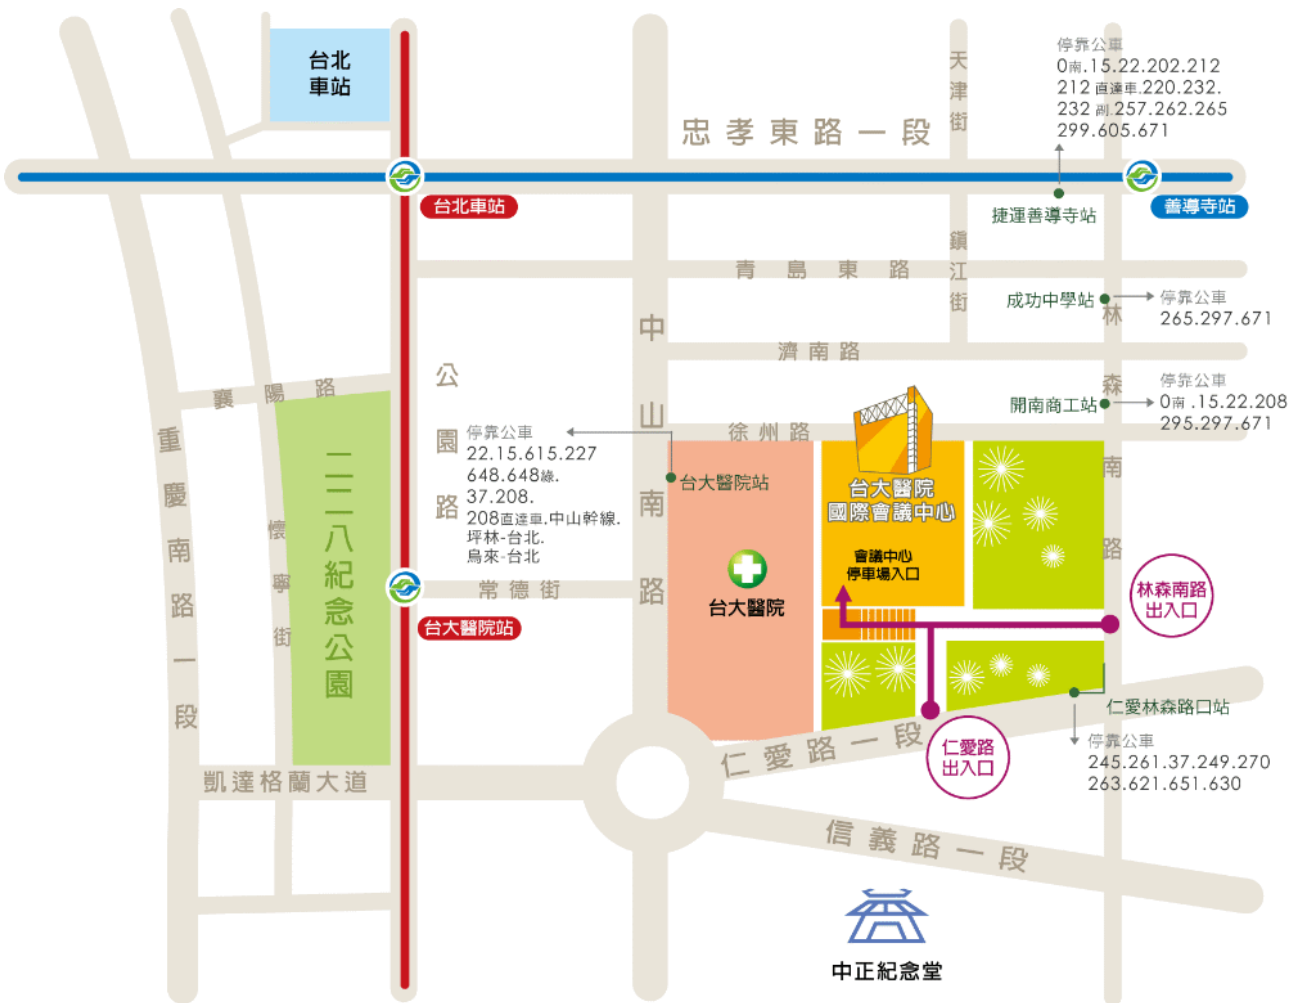 台北
車站
天津街
停靠公車
0南.15.22.202.212
212 直達車.220.232.
232 副.257.262.265
299.605.671
忠孝東路一段
台北車站
捷運善導寺站
善導寺站
青島東路
鎮江街
成功中學站
停靠公車
265.297.671
濟南路
林森南路
中山南路
公園路
襄陽路
開南商工站
停靠公車
0南.15.22.208
295.297.671
徐州路
重慶南路一段
二二八紀念公園
懷寧街
停靠公車
22.15.615.227
648.648綠.
37.208.
208直達車.中山幹線.
坪林-台北.
烏來-台北
台大醫院站
台大醫院
國際會議中心
會議中心
停車場入口
台大醫院
常德街
台大醫院站
林森南路
出入口
仁愛林森路口站
停靠公車
245.261.37.249.270
263.621.651.630
仁愛路一段
仁愛路
出入口
凱達格蘭大道
信義路一段
中正紀念堂